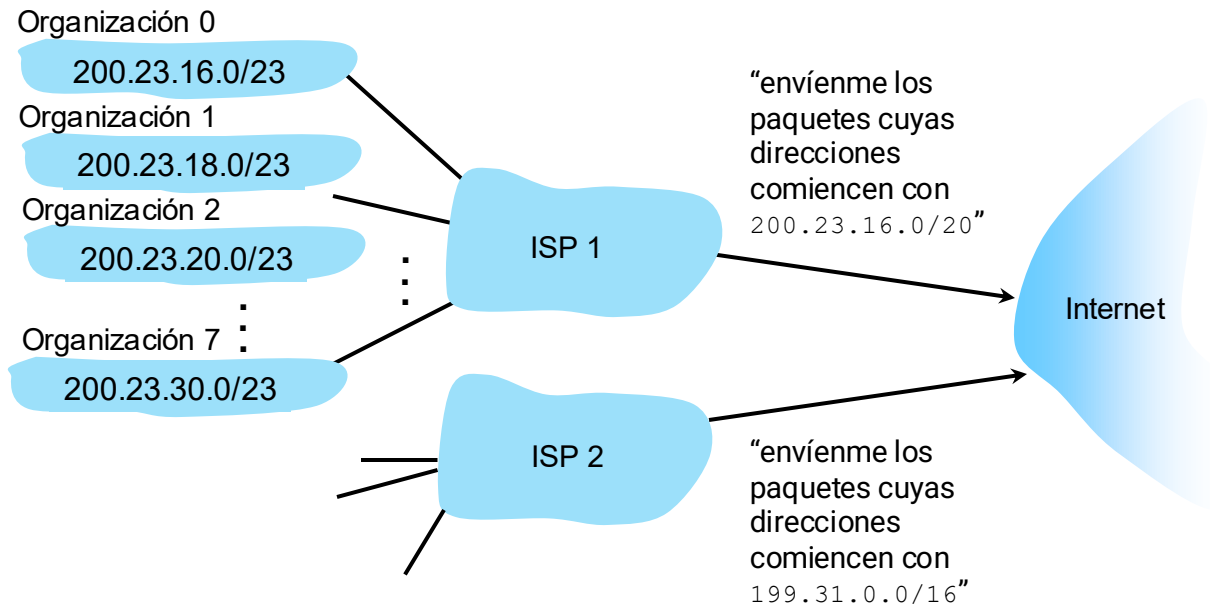 Organización 0
200.23.16.0/23
Organización 1
200.23.18.0/23
Organización 2
200.23.20.0/23
Organización 7
200.23.30.0/23
ISP 1
“envíenme los
paquetes cuyas
direcciones
comiencen con
200.23.16.0/20”
Internet
ISP 2
“envíenme los
paquetes cuyas
direcciones
comiencen con
199.31.0.0/16”